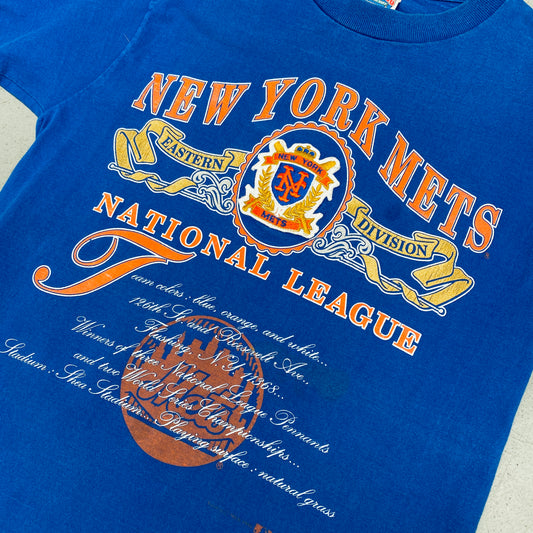 NEW YORK METS
EASTERN
NEW YORK
NY
METS
DIVISION
NATIONAL LEAGUE
Team colors : blue, orange, and white...
126th St. and Roosevelt Ave..
Flushing, N.Y. 11368...
Winners of three National League Pennants
and two World Series Championships...
Stadium : Shea Stadium... Playing surface : natural grass
Mets